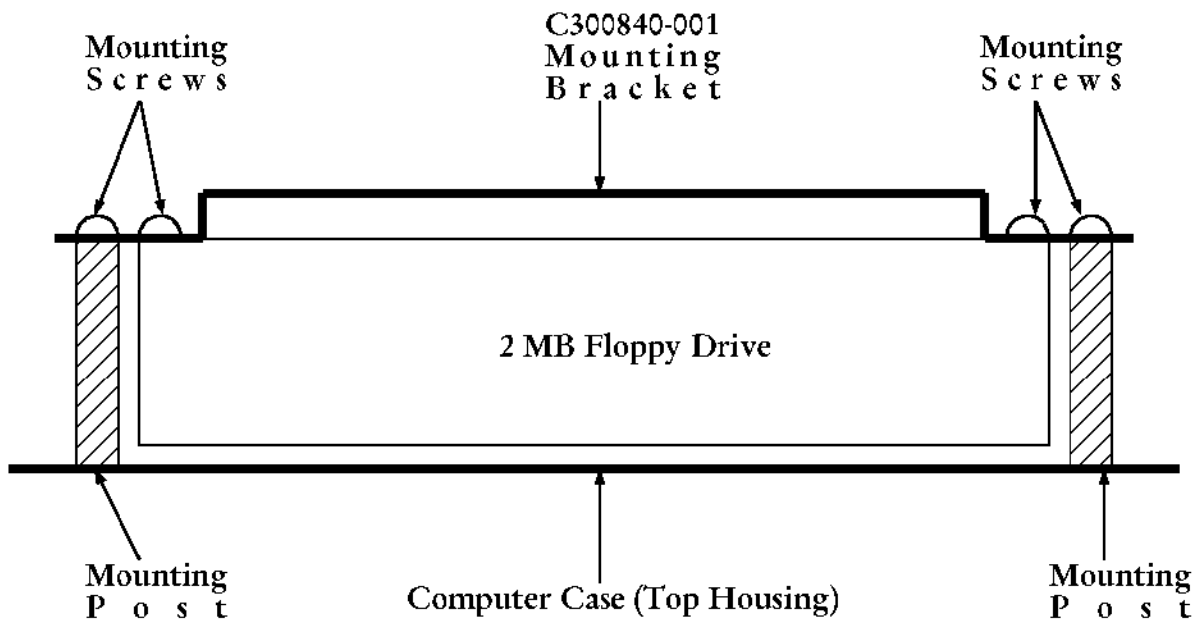 C300840-001
Mounting
Bracket
Mounting
Screws
Mounting
Screws
2 MB Floppy Drive
Mounting
Post
Computer Case (Top Housing)
Mounting
Post